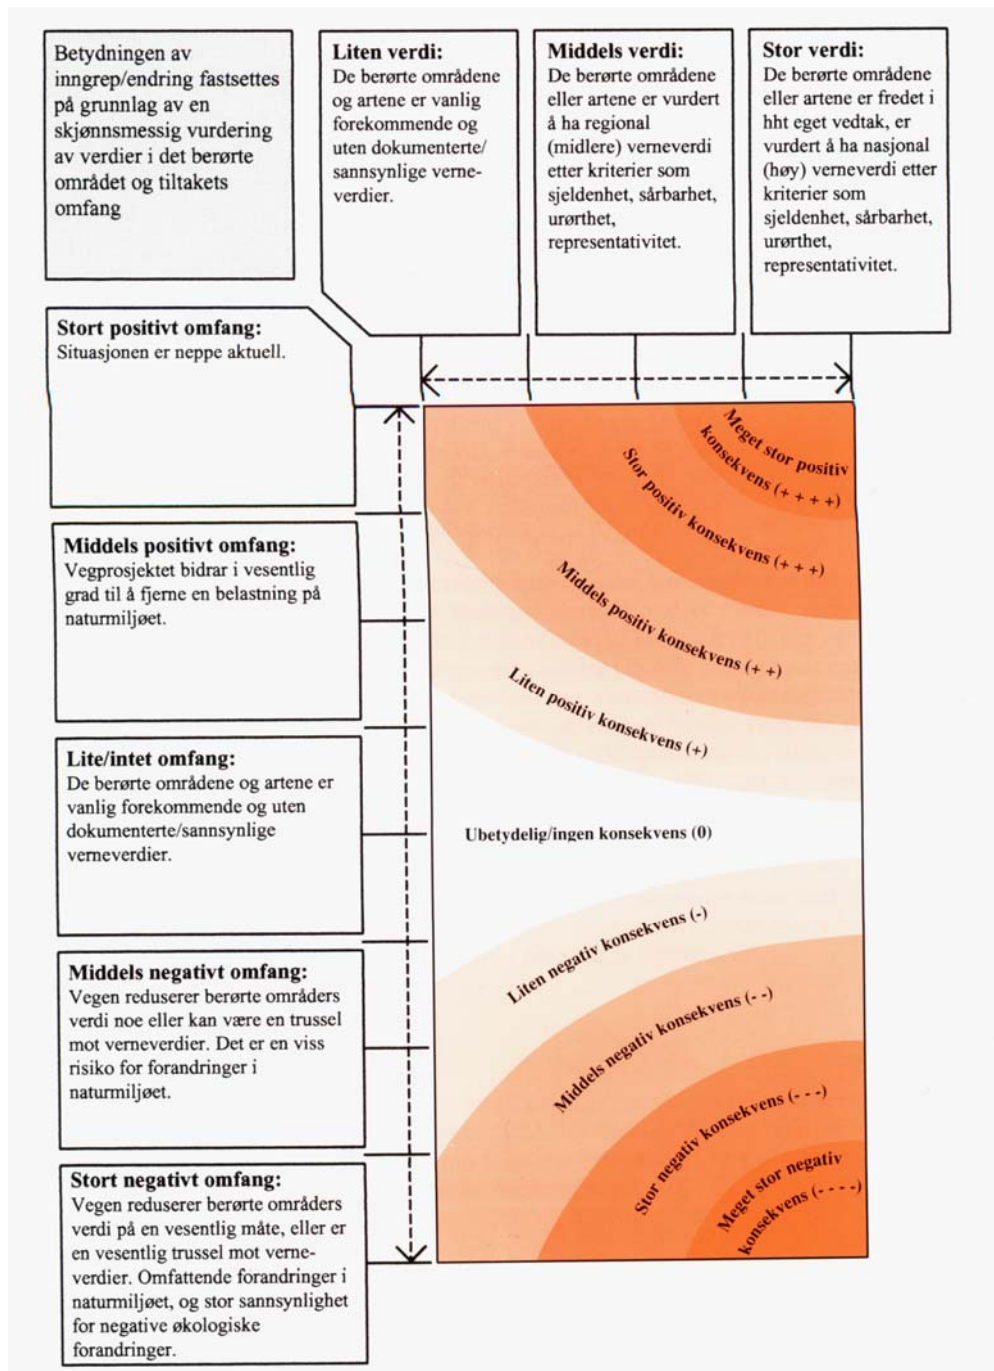 Betydningen av
inngrep/endring fastsettes
på grunnlag av en
skjønnsmessig vurdering
av verdier i det berørte
området og tiltakets
omfang
Liten verdi:
De berørte områdene
og artene er vanlig
forekommende og
uten dokumenterte/
sannsynlige verne-
verdier.
Middels verdi:
De berørte områdene
eller artene er vurdert
å ha regional
(midlere) verneverdi
etter kriterier som
sjeldenhet, sårbarhet,
urørthet,
representativitet.
Stor verdi:
De berørte områdene
eller artene er fredet i
hht eget vedtak, er
vurdert å ha nasjonal
(høy) verneverdi etter
kriterier som
sjeldenhet, sårbarhet,
urørthet,
representativitet.
Stort positivt omfang:
Situasjonen er neppe aktuell.
Middels positivt omfang:
Vegprosjektet bidrar i vesentlig
grad til å fjerne en belastning på
naturmiljøet.
Lite/intet omfang:
De berørte områdene og artene er
vanlig forekommende og uten
dokumenterte/sannsynlige
verneverdier.
Middels negativt omfang:
Vegen reduserer berørte områders
verdi noe eller kan være en trussel
mot verneverdier. Det er en viss
risiko for forandringer i
naturmiljøet.
Stort negativt omfang:
Vegen reduserer berørte områders
verdi på en vesentlig måte, eller er
en vesentlig trussel mot verne-
verdier. Omfattende forandringer i
naturmiljøet, og stor sannsynlighet
for negative økologiske
forandringer.
Meget stor positiv
konsekvens (+ + + +)
Stor positiv konsekvens (+ + +)
Middels positiv konsekvens (+ +)
Liten positiv konsekvens (+)
Ubetydelig/ingen konsekvens (0)
Liten negativ konsekvens (-)
Middels negativ konsekvens (- -)
Stor negativ konsekvens (- - -)
Meget stor negativ
konsekvens (- - - -)